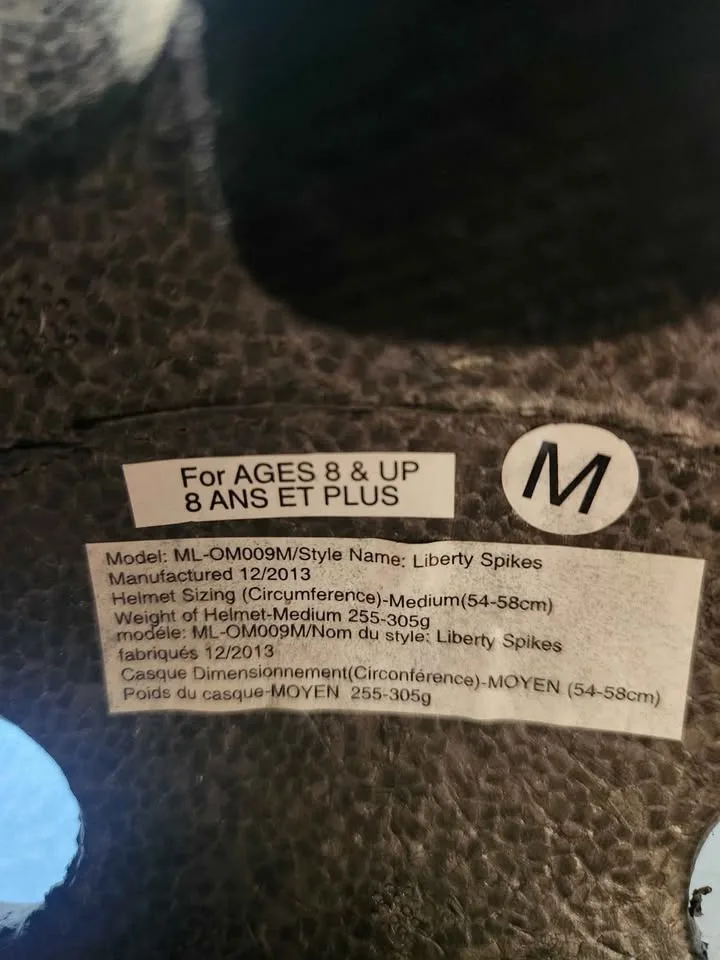 For AGES 8 & UP
8 ANS ET PLUS
M
Model: ML-OM009M/Style Name: Liberty Spikes
Manufactured 12/2013
Helmet Sizing (Circumference)-Medium(54-58cm)
Weight of Helmet-Medium 255-305g
modéle: ML-OM009M/Nom du style: Liberty Spikes
fabriqués 12/2013
Casque Dimensionnement(Circonférence)-MOYEN (54-58cm)
Poids du casque-MOYEN 255-305g